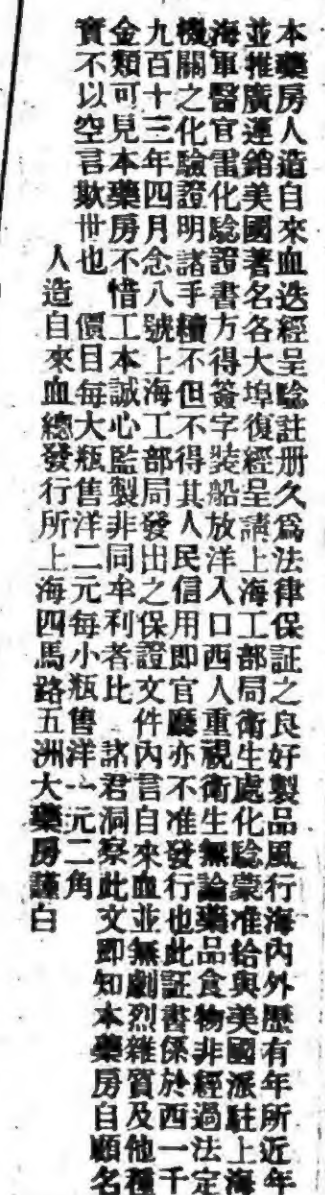 本藥房人造自來血迭經呈驗註册久爲法律保証之良好製品風行海內外歷有年所近年
並推廣運銷美國著名各大埠復經呈請上海工部局衛生處化驗蒙准給與美國派駐上海
海軍醫官雷化驗證書方得簽字裝船放洋入口西人重視衛生無論藥品食物非經過法定
機關之化驗證明諸手續不但不得其人民信用即官廳亦不准發行也此証書係於西一千
九百十三年四月念八號上海工部局發出之保證文件內言自來血並無劇烈雜質及他種
金類可見本藥房不惜工本誠心監製非同牟利者比 諸君洞察此文即知本藥房自顧名
實不以空言欺世也 價目每大瓶售洋二元每小瓶售洋一元二角
人造自來血總發行所上海四馬路五洲大藥房謹白